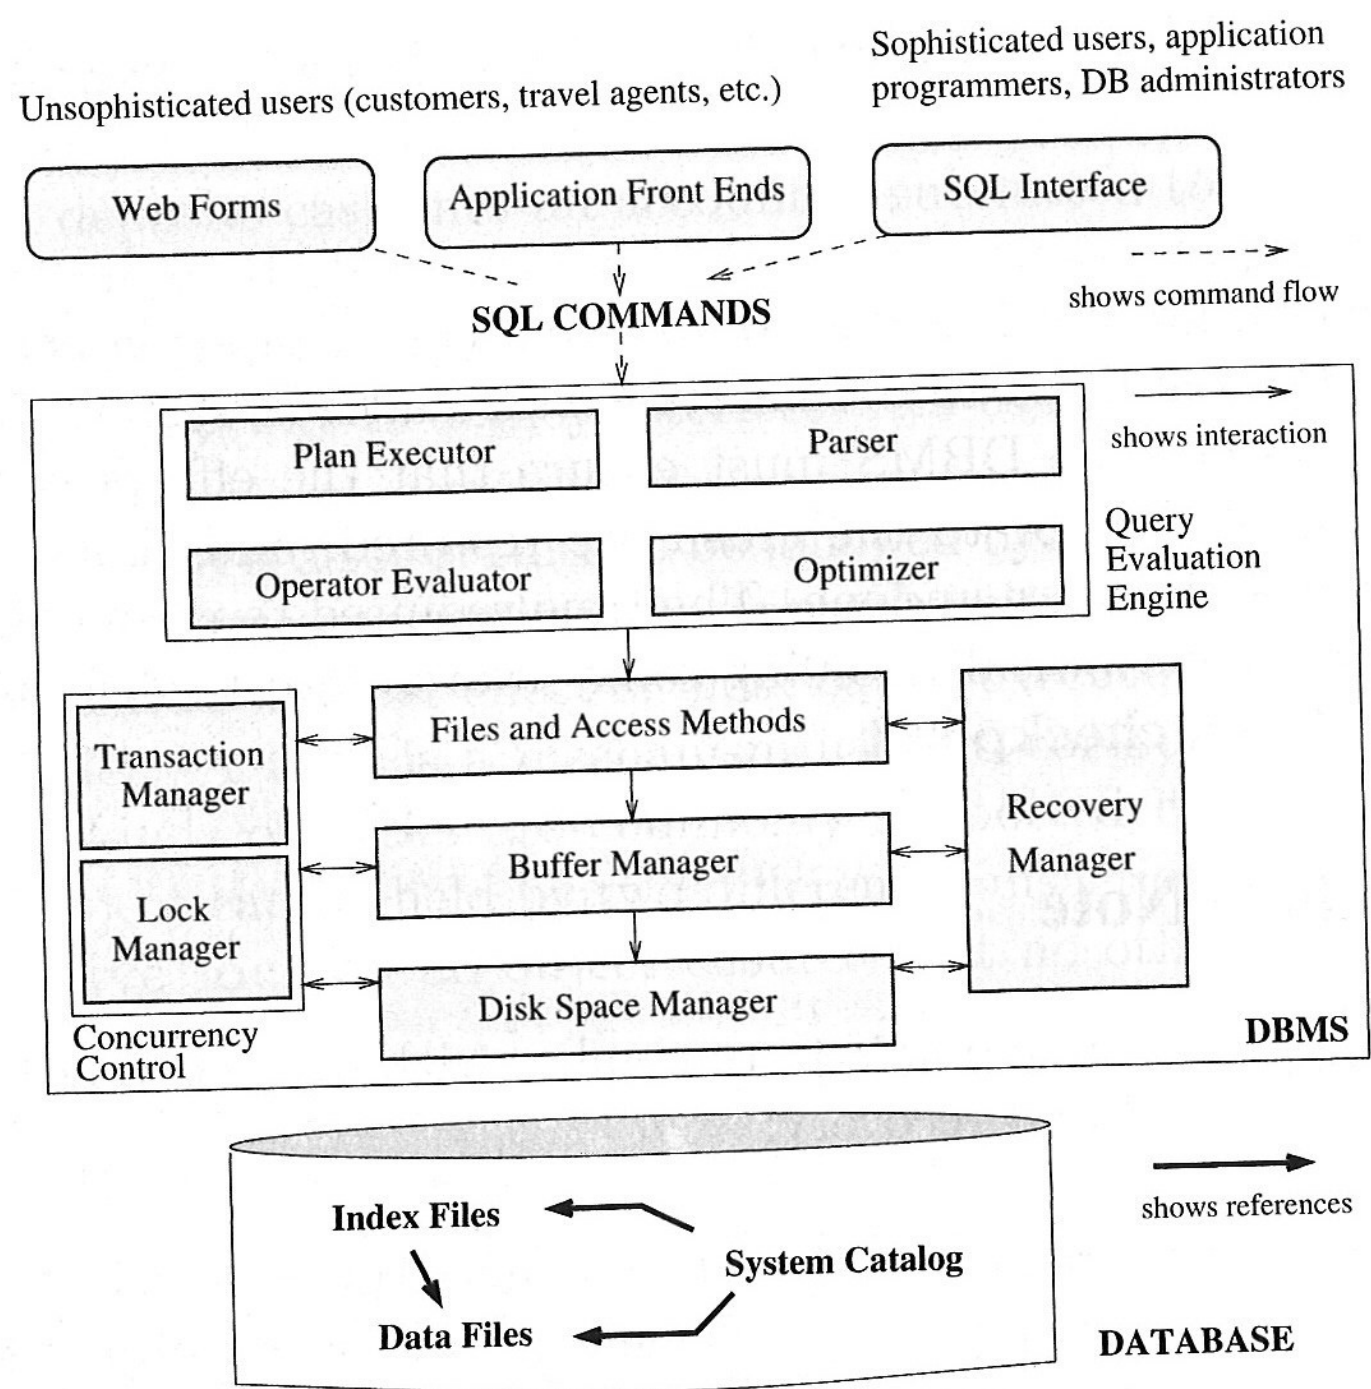 Sophisticated users, application
programmers, DB administrators
Unsophisticated users (customers, travel agents, etc.)
Web Forms
Application Front Ends
SQL Interface
shows command flow
SQL COMMANDS
Plan Executor
Parser
shows interaction
Operator Evaluator
Optimizer
Query
Evaluation
Engine
Transaction
Manager
Files and Access Methods
Recovery
Manager
Buffer Manager
Lock
Manager
Disk Space Manager
Concurrency
Control
DBMS
Index Files
shows references
System Catalog
Data Files
DATABASE